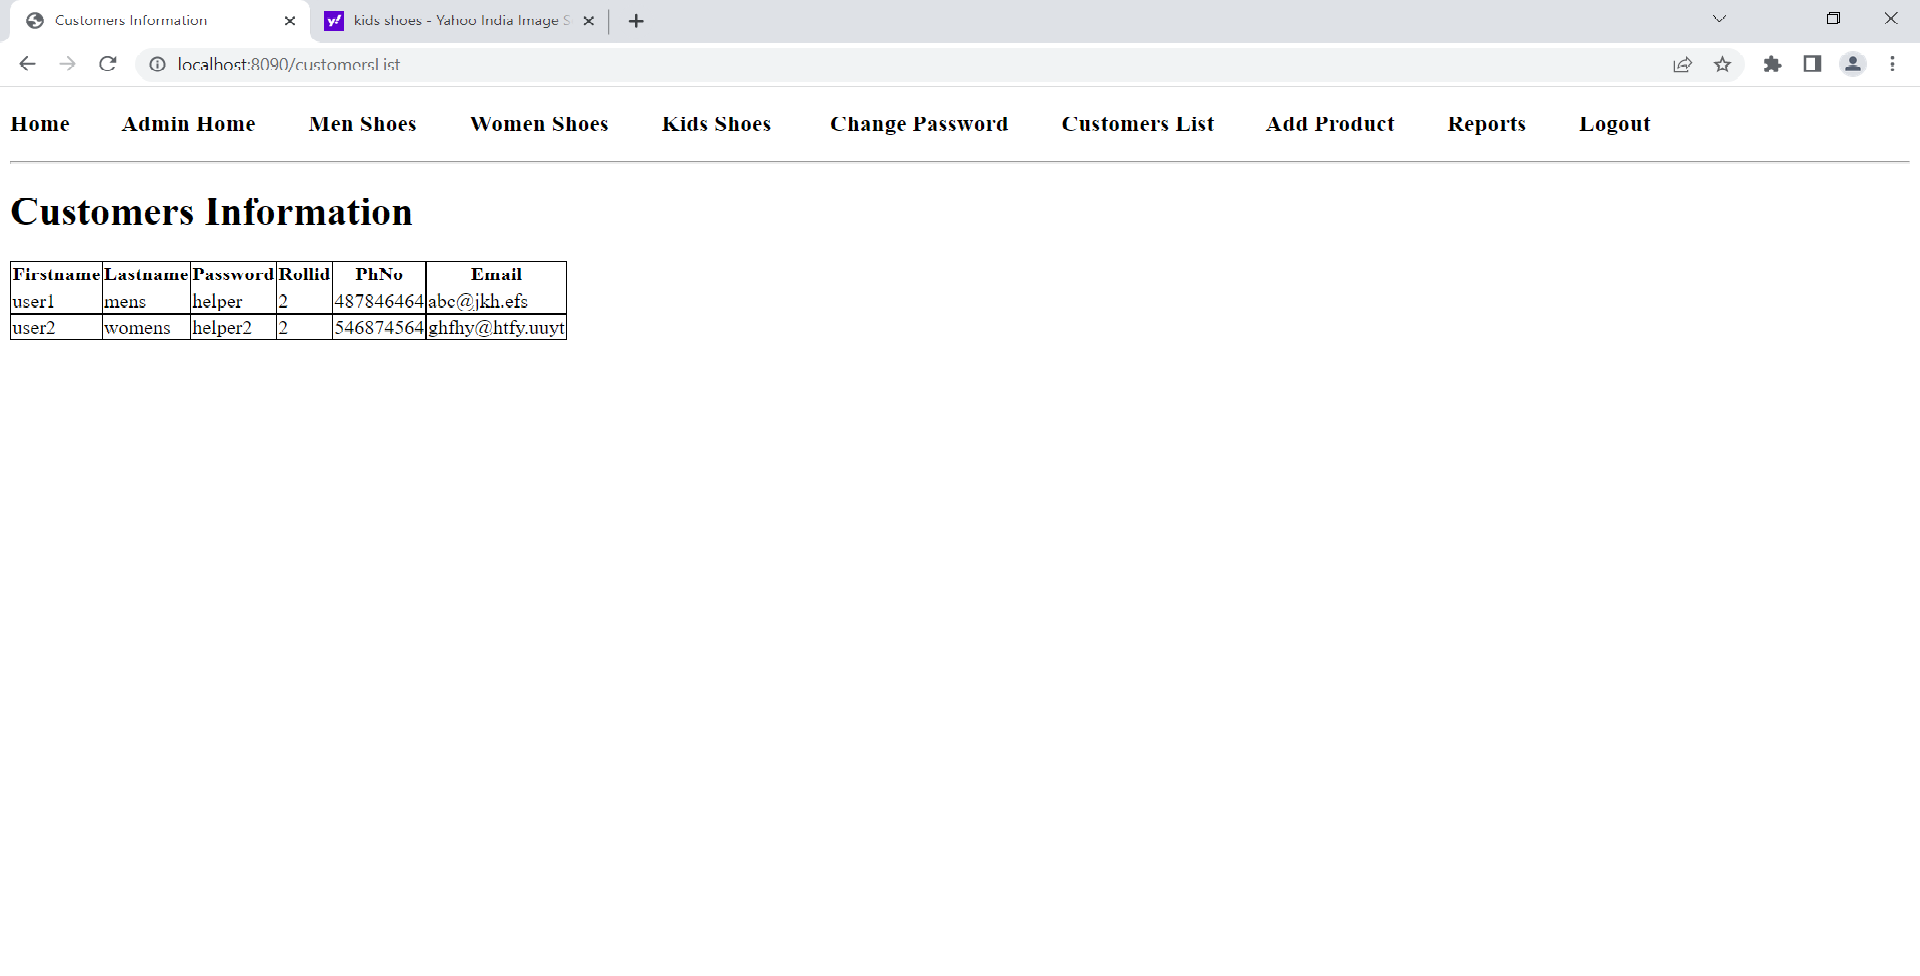 Customers Information
kids shoes - Yahoo India Image S
localhost:8090/customersList
Home Admin Home Men Shoes Women Shoes Kids Shoes Change Password Customers List Add Product Reports Logout
Customers Information
Firstname Lastname Password Rollid PhNo Email
user1 mens helper 2 487846464 abc@jkh.efs
user2 womens helper2 2 546874564 ghfhy@htfy.uuyt